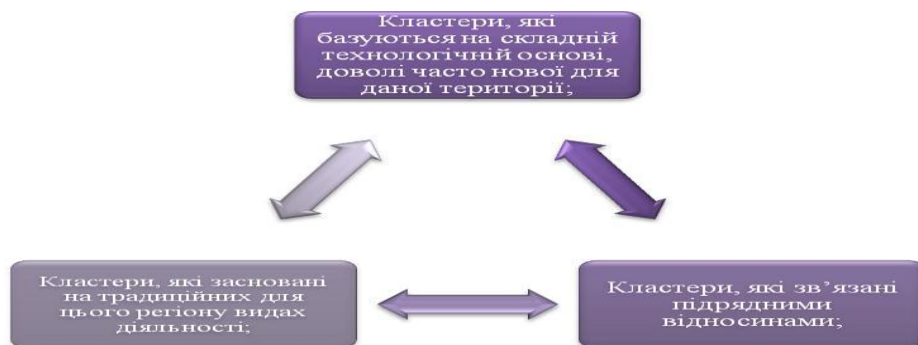 Кластери, які
базуються на складній
технологічній основі,
доволі часто нової для
даної території;
Кластери, які засновані
на традиційних для
цього регіону видах
діяльності;
Кластери, які зв’язані
підрядними
відносинами;